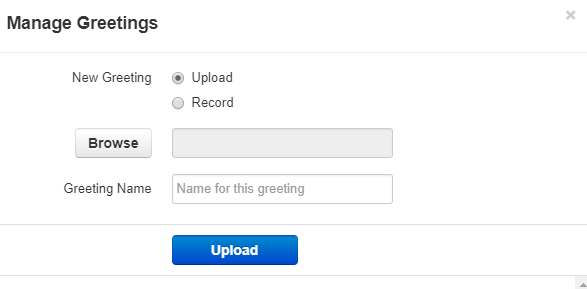 Manage Greetings
×
New Greeting
Upload
Record
Browse
Greeting Name
Name for this greeting
Upload